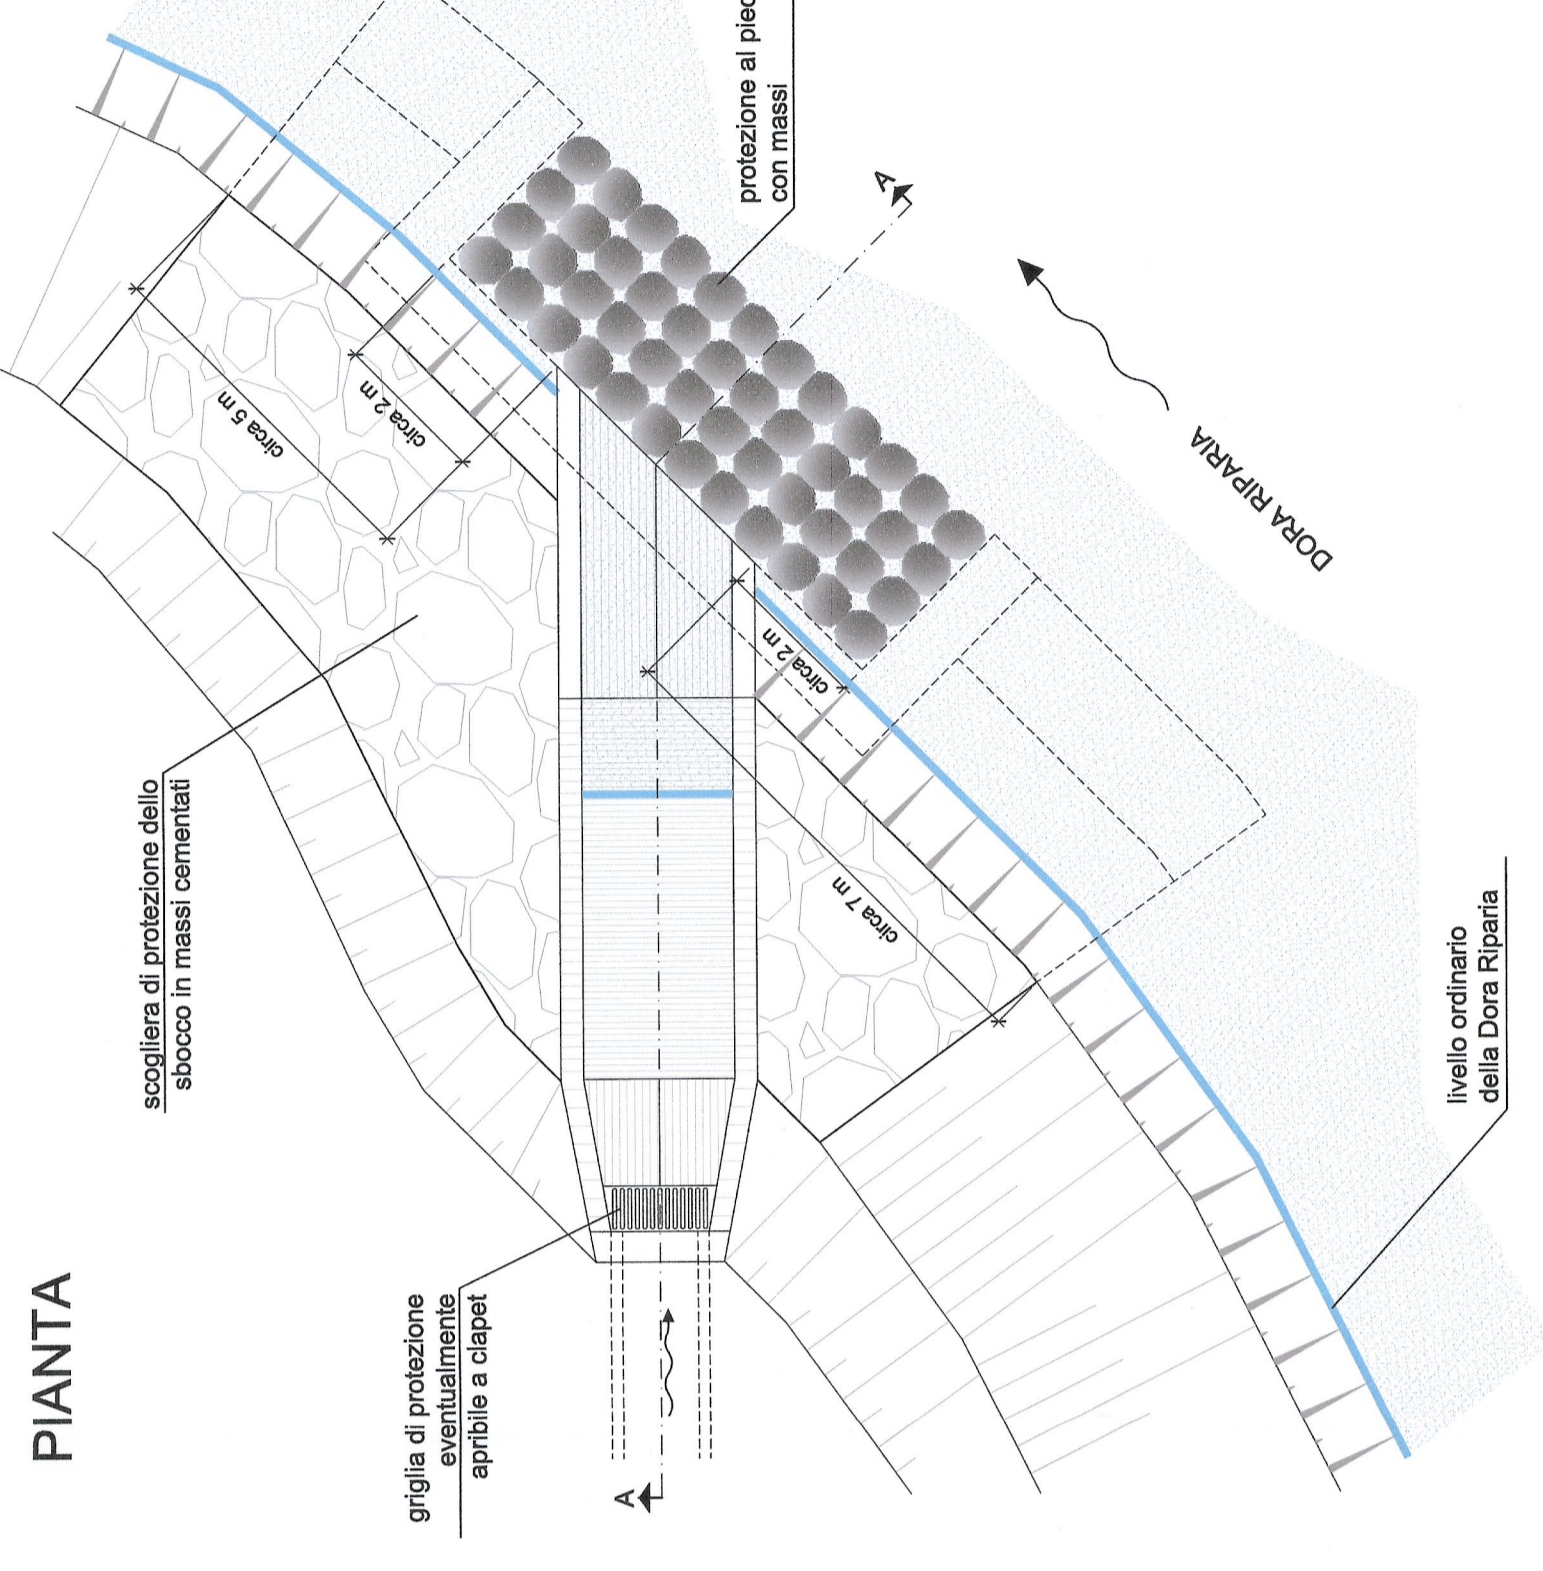 PIANTA
scogliera di protezione dello
sbocco in massi cementati
griglia di protezione
eventualmente
apribile a clapet
protezione al
con massi
circa 5 m
circa 2 m
circa 2 m
circa 7 m
A
A
DORA RIPARIA
livello ordinario
della Dora Riparia